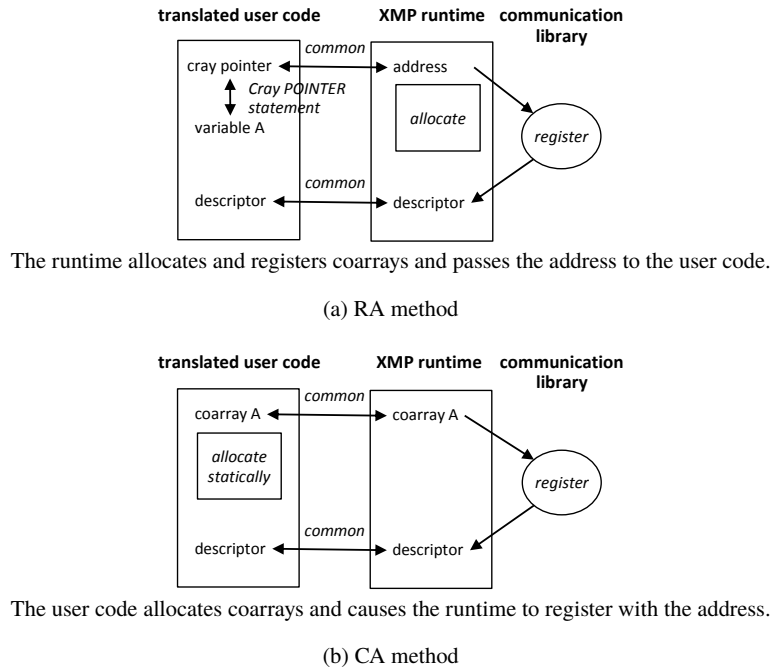 translated user code XMP runtime communication
library
common
cray pointer address
Cray POINTER
statement
allocate
variable A
register
common
descriptor descriptor
The runtime allocates and registers coarrays and passes the address to the user code.
(a) RA method
translated user code XMP runtime communication
library
common
coarray A coarray A
allocate
statically
register
common
descriptor descriptor
The user code allocates coarrays and causes the runtime to register with the address.
(b) CA method